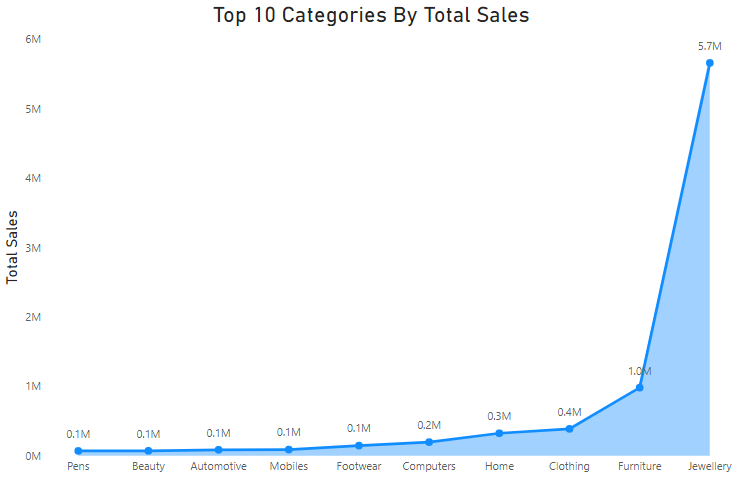 Top 10 Categories By Total Sales
Total Sales
6M
5M
4M
3M
2M
1M
0M
0.1M
0.1M
0.1M
0.1M
0.1M
0.2M
0.3M
0.4M
1.0M
5.7M
Pens Beauty Automotive Mobiles Footwear Computers Home Clothing Furniture Jewellery